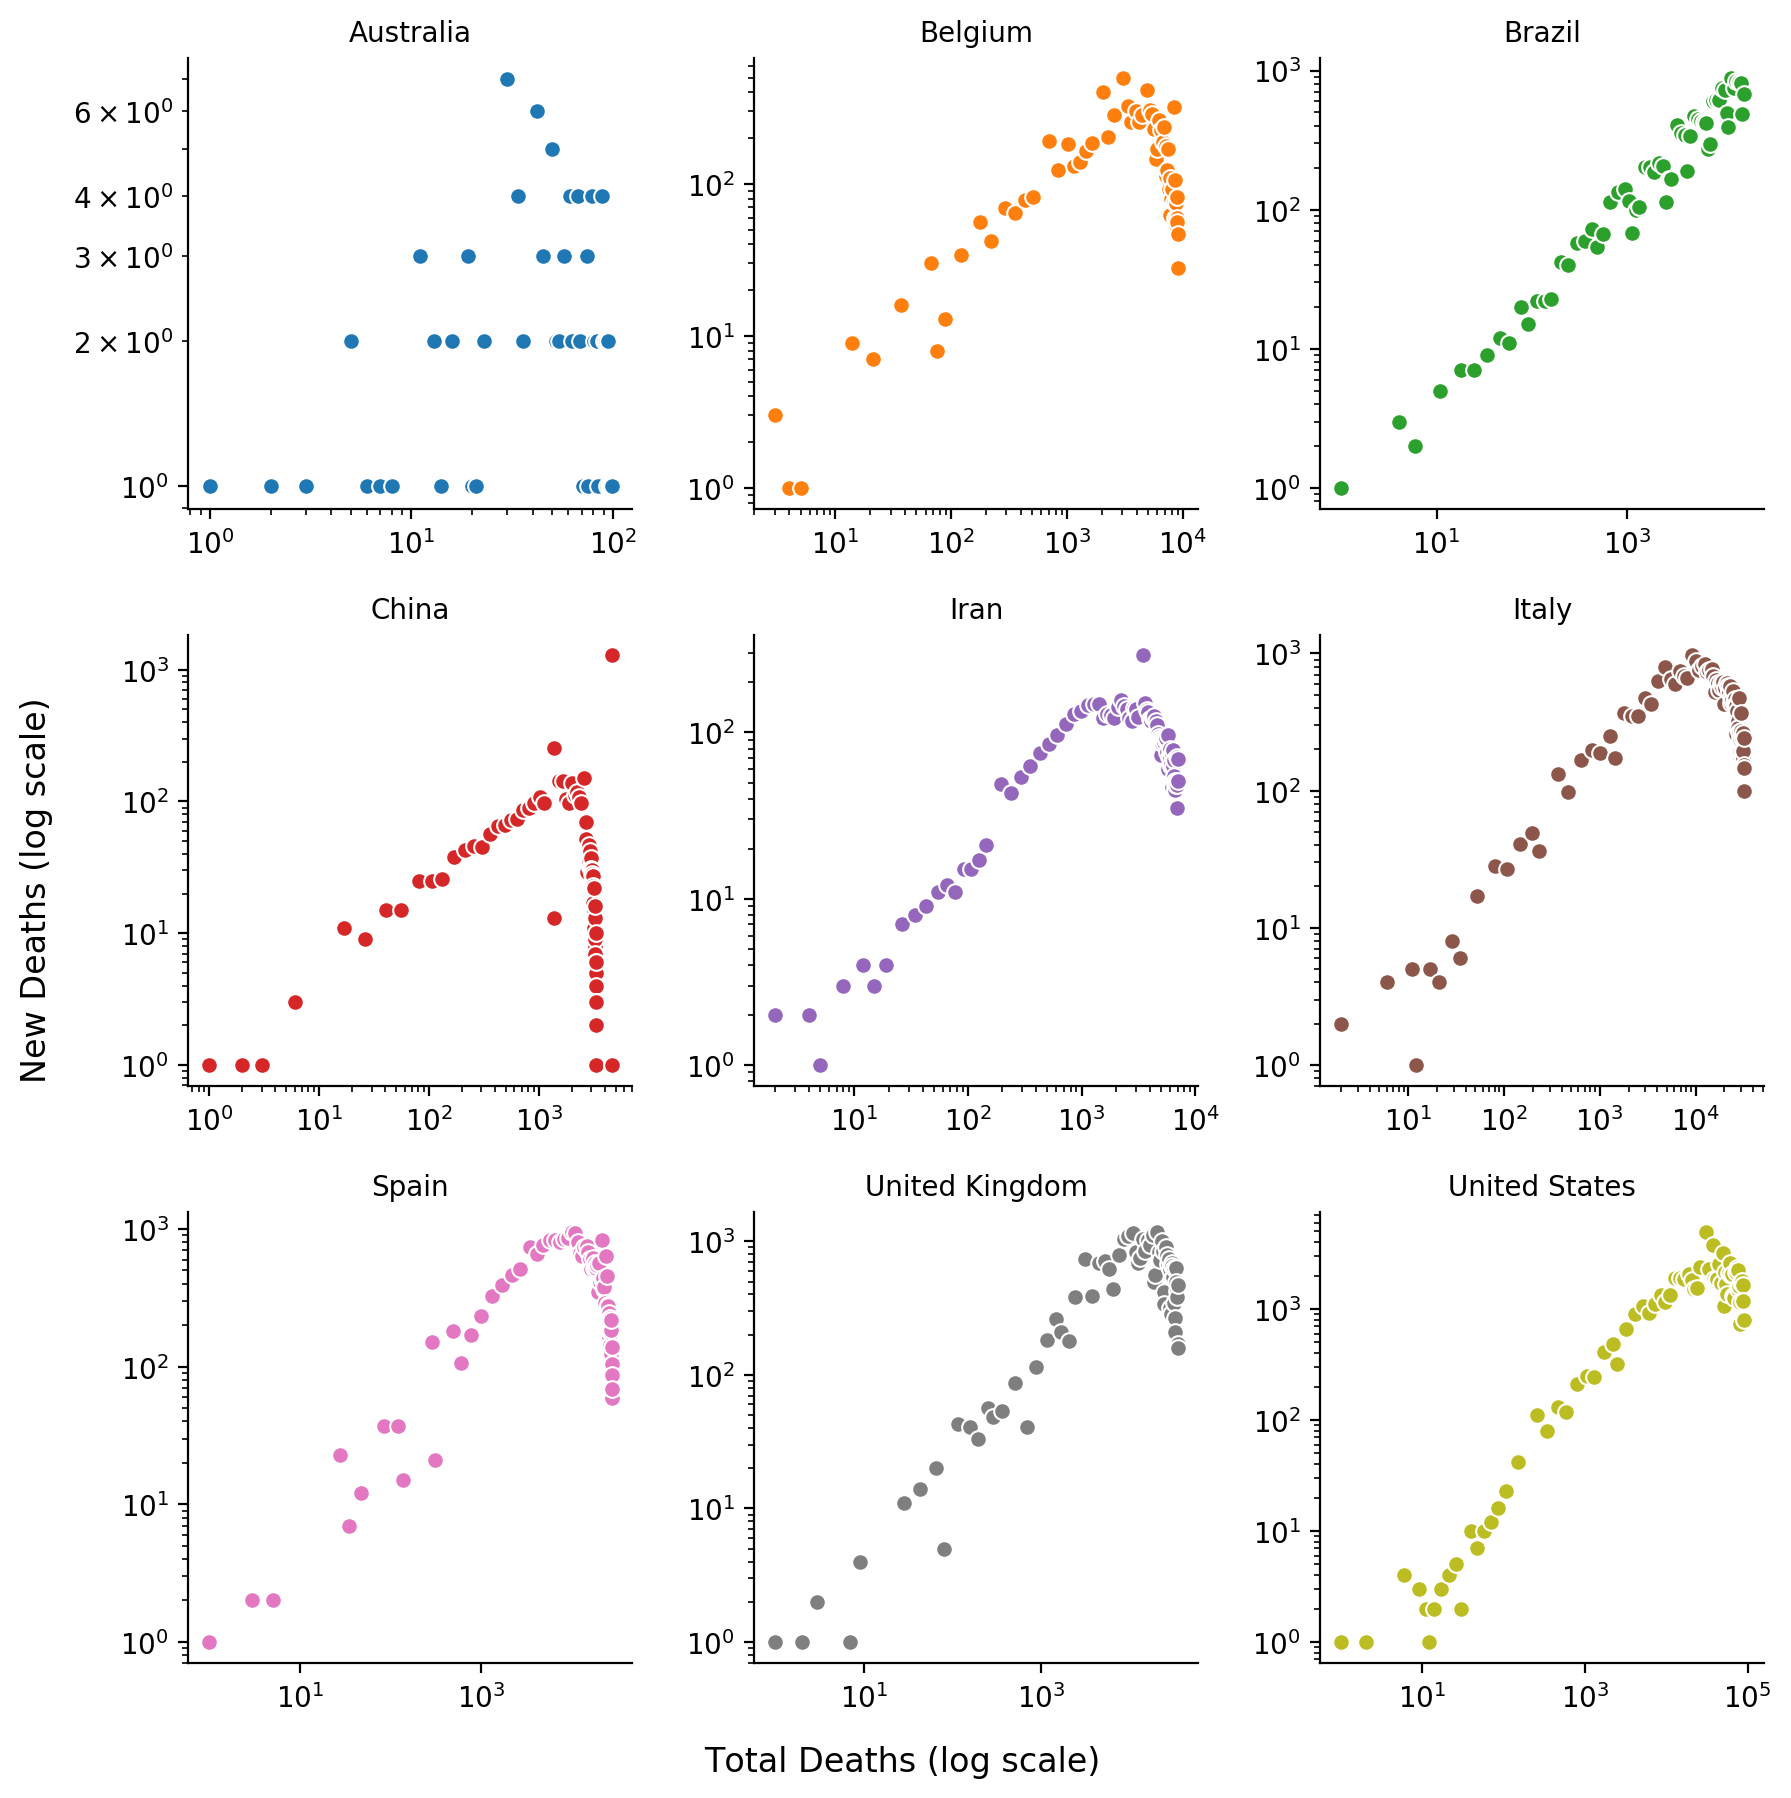 Australia
Belgium
Brazil
6 × 10⁰
4 × 10⁰
3 × 10⁰
2 × 10⁰
10⁰
10⁰ 10¹ 10²
10²
10¹
10⁰
10¹ 10² 10³ 10⁴
10³
10²
10¹
10⁰
10¹ 10³
China
Iran
Italy
10³
10²
10¹
10⁰
10⁰ 10¹ 10² 10³
10²
10¹
10⁰
10¹ 10² 10³ 10⁴
10³
10²
10¹
10⁰
10¹ 10² 10³ 10⁴
Spain
United Kingdom
United States
10³
10²
10¹
10⁰
10¹ 10³
10³
10²
10¹
10⁰
10¹ 10³
10³
10²
10¹
10⁰
10¹ 10³ 10⁵
New Deaths (log scale)
Total Deaths (log scale)